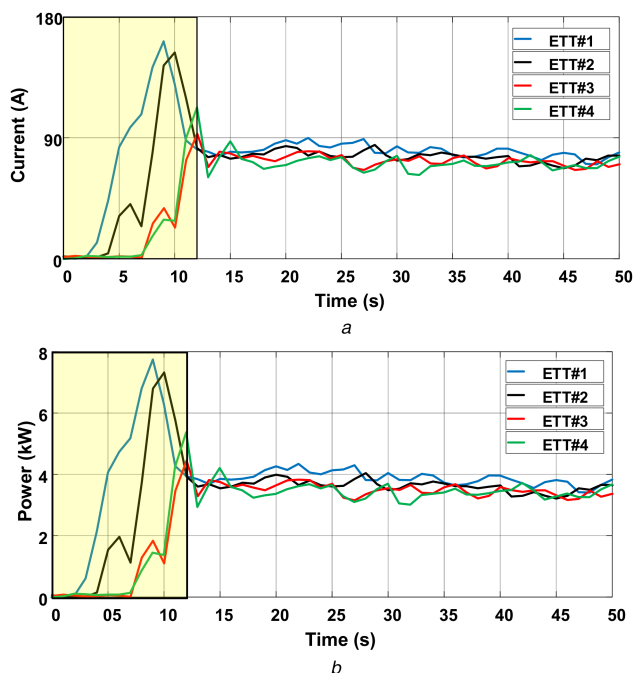 180
90
0
Current (A)
ETT#1
ETT#2
ETT#3
ETT#4
0 5 10 15 20 25 30 35 40 45 50
Time (s)
a
8
6
4
2
0
Power (kW)
ETT#1
ETT#2
ETT#3
ETT#4
0 05 10 15 20 25 30 35 40 45 50
Time (s)
b